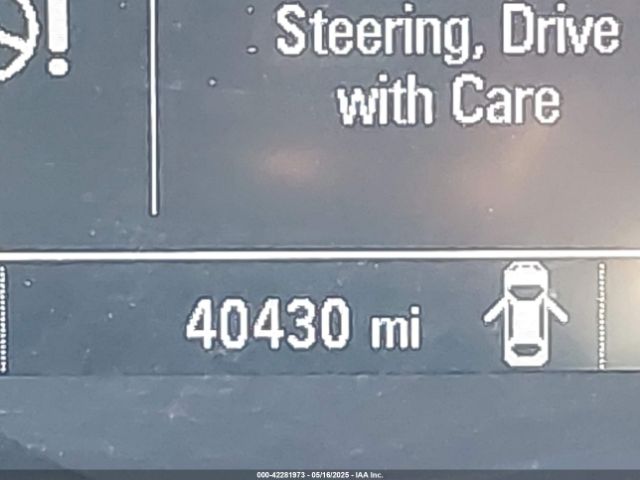 Steering, Drive
with Care
40430 mi
000-42281973 - 05/16/2025 - IAA Inc.